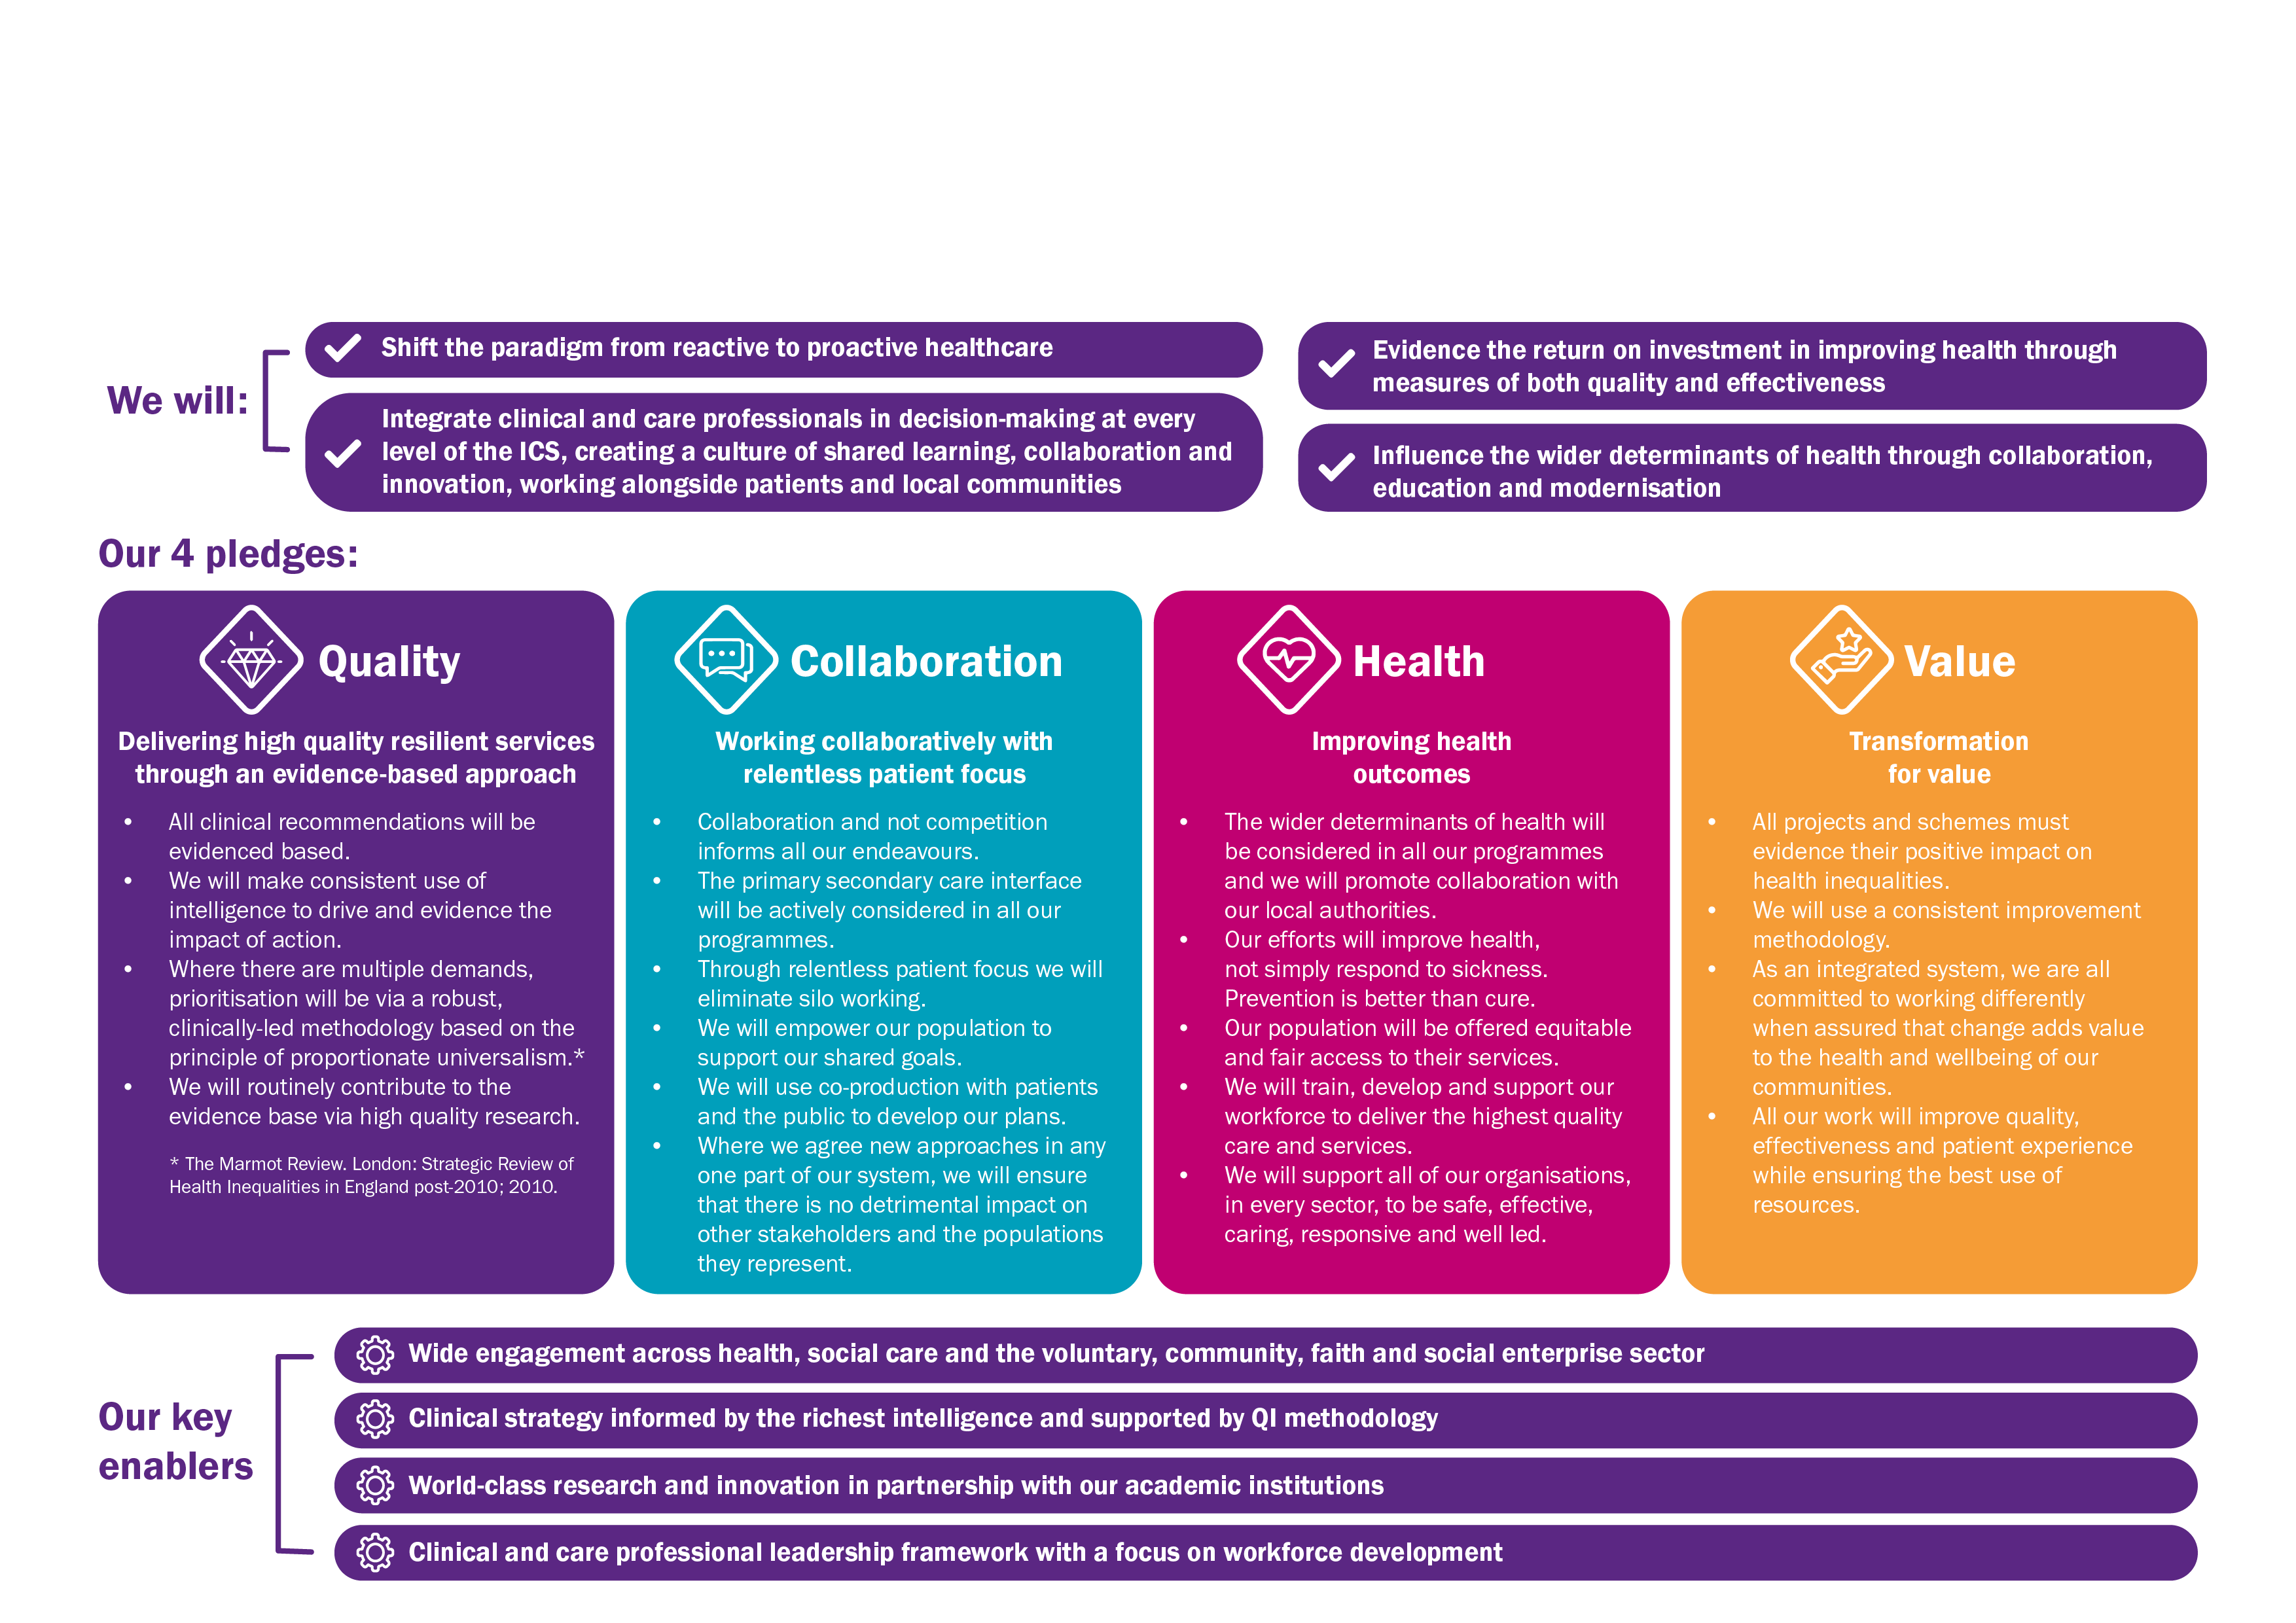 We will:
Shift the paradigm from reactive to proactive healthcare
Integrate clinical and care professionals in decision-making at every
level of the ICS, creating a culture of shared learning, collaboration and
innovation, working alongside patients and local communities
Evidence the return on investment in improving health through
measures of both quality and effectiveness
Influence the wider determinants of health through collaboration,
education and modernisation
Our 4 pledges:
Quality
Delivering high quality resilient services
through an evidence-based approach
• All clinical recommendations will be
evidenced based.
• We will make consistent use of
intelligence to drive and evidence the
impact of action.
• Where there are multiple demands,
prioritisation will be via a robust,
clinically-led methodology based on the
principle of proportionate universalism.*
• We will routinely contribute to the
evidence base via high quality research.
* The Marmot Review. London: Strategic Review of
Health Inequalities in England post-2010; 2010.
Collaboration
Working collaboratively with
relentless patient focus
• Collaboration and not competition
informs all our endeavours.
• The primary secondary care interface
will be actively considered in all our
programmes.
• Through relentless patient focus we will
eliminate silo working.
• We will empower our population to
support our shared goals.
• We will use co-production with patients
and the public to develop our plans.
• Where we agree new approaches in any
one part of our system, we will ensure
that there is no detrimental impact on
other stakeholders and the populations
they represent.
Health
Improving health
outcomes
• The wider determinants of health will
be considered in all our programmes
and we will promote collaboration with
our local authorities.
• Our efforts will improve health,
not simply respond to sickness.
Prevention is better than cure.
• Our population will be offered equitable
and fair access to their services.
• We will train, develop and support our
workforce to deliver the highest quality
care and services.
• We will support all of our organisations,
in every sector, to be safe, effective,
caring, responsive and well led.
Value
Transformation
for value
• All projects and schemes must
evidence their positive impact on
health inequalities.
• We will use a consistent improvement
methodology.
• As an integrated system, we are all
committed to working differently
when assured that change adds value
to the health and wellbeing of our
communities.
• All our work will improve quality,
effectiveness and patient experience
while ensuring the best use of
resources.
Our key
enablers
Wide engagement across health, social care and the voluntary, community, faith and social enterprise sector
Clinical strategy informed by the richest intelligence and supported by QI methodology
World-class research and innovation in partnership with our academic institutions
Clinical and care professional leadership framework with a focus on workforce development